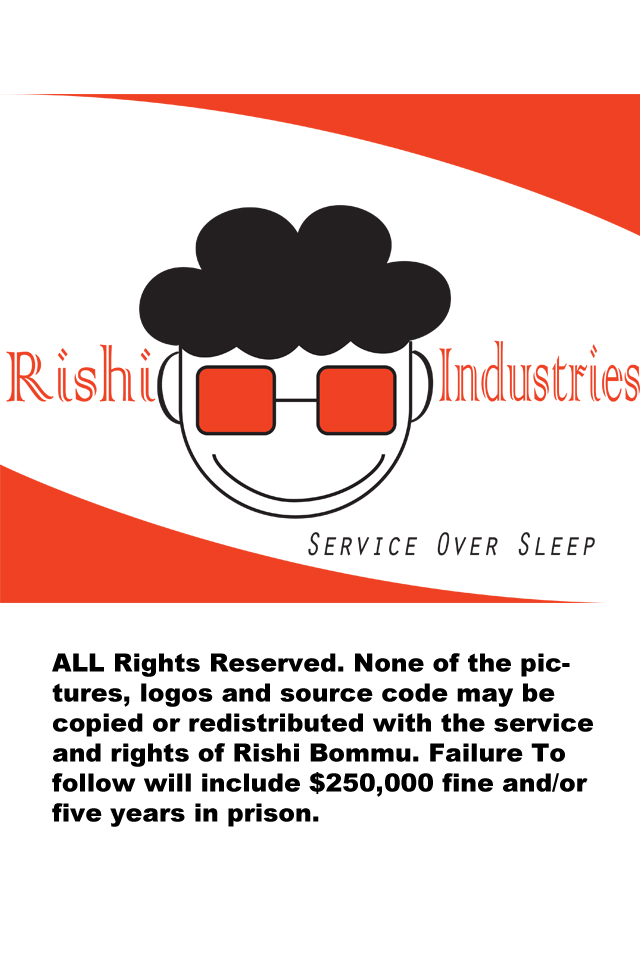 Rishi Industries
SERVICE OVER SLEEP
ALL Rights Reserved. None of the pic-
tures, logos and source code may be
copied or redistributed with the service
and rights of Rishi Bommu. Failure To
follow will include $250,000 fine and/or
five years in prison.